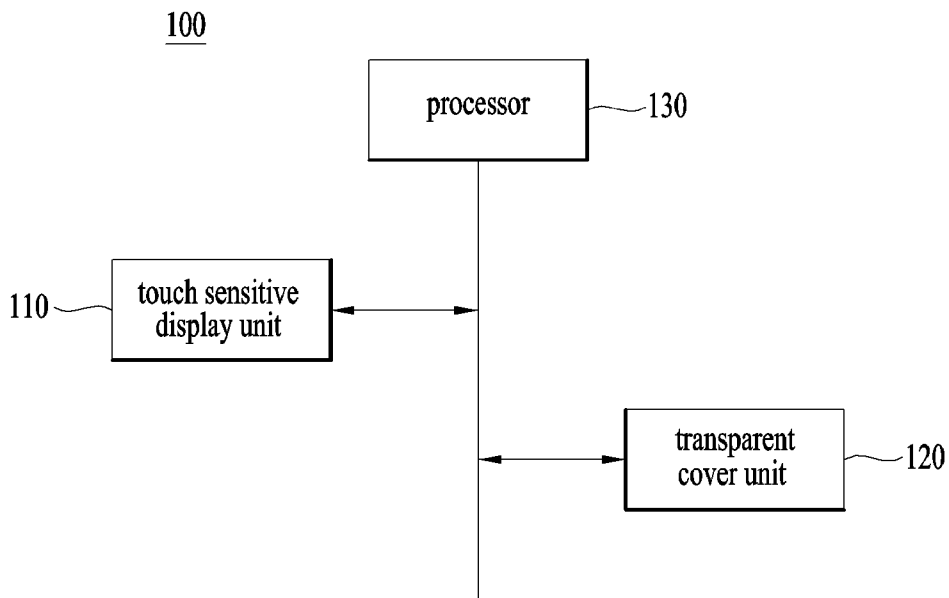 100
processor
130
110
touch sensitive
display unit
transparent
cover unit
120